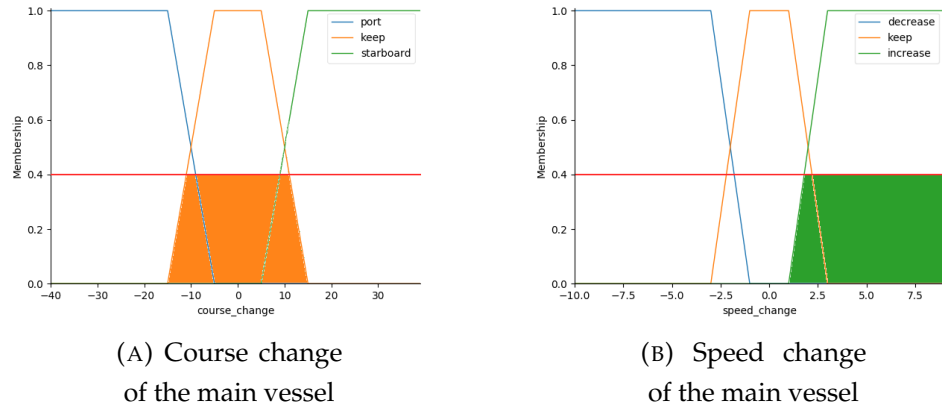 port
keep
starboard
1.0
0.8
0.6
0.4
0.2
0.0
Membership
−40 −30 −20 −10 0 10 20 30
course_change
decrease
keep
increase
1.0
0.8
0.6
0.4
0.2
0.0
Membership
−10.0 −7.5 −5.0 −2.5 0.0 2.5 5.0 7.5
speed_change
(A) Course change
of the main vessel
(B) Speed change
of the main vessel